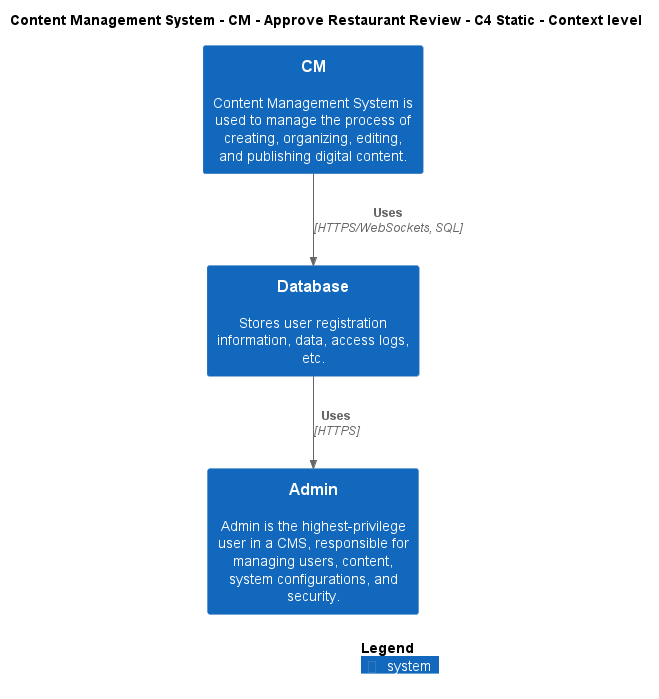 Content Management System - CM - Approve Restaurant Review - C4 Static - Context level
CM
Content Management System is
used to manage the process of
creating, organizing, editing,
and publishing digital content.
Uses
[HTTPS/WebSockets, SQL]
Database
Stores user registration
information, data, access logs,
etc.
Uses
[HTTPS]
Admin
Admin is the highest-privilege
user in a CMS, responsible for
managing users, content,
system configurations, and
security.
Legend
system